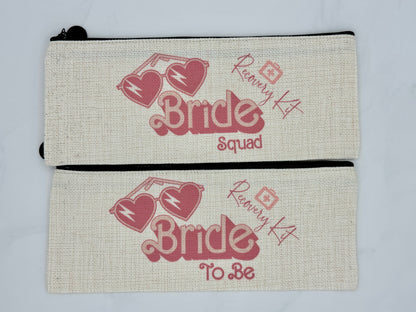 Bride
Squad
Recovery Kit
Bride
To Be
Recovery Kit